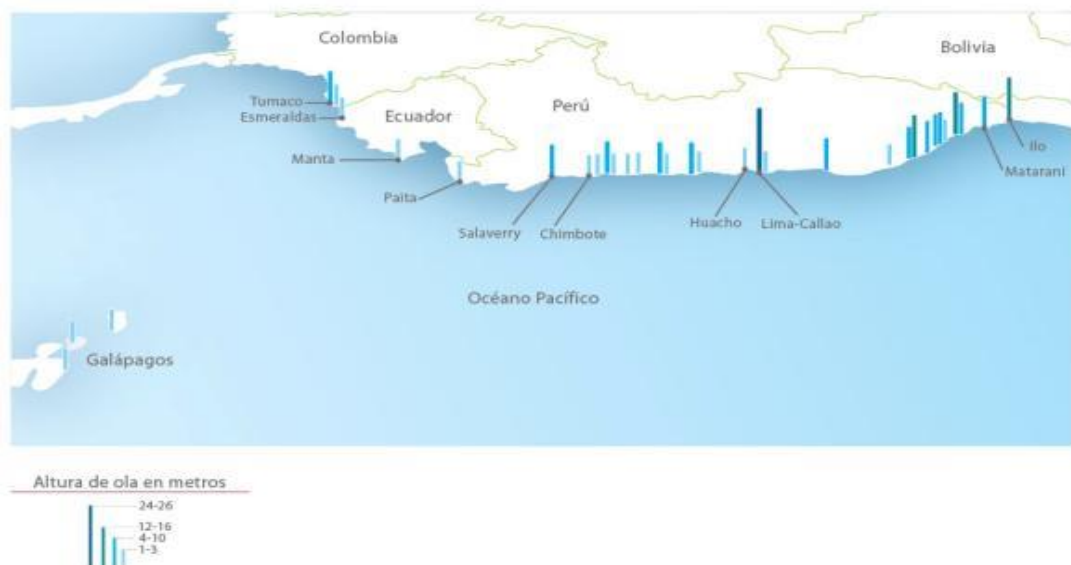 Colombia
Bolivia
Tumaco
Esmeraldas
Ecuador
Perú
Manta
Paita
Ilo
Matarani
Salaverry
Chimbote
Huacho
Lima-Callao
Océano Pacífico
Galápagos
Altura de ola en metros
24-26
12-16
4-10
1-3